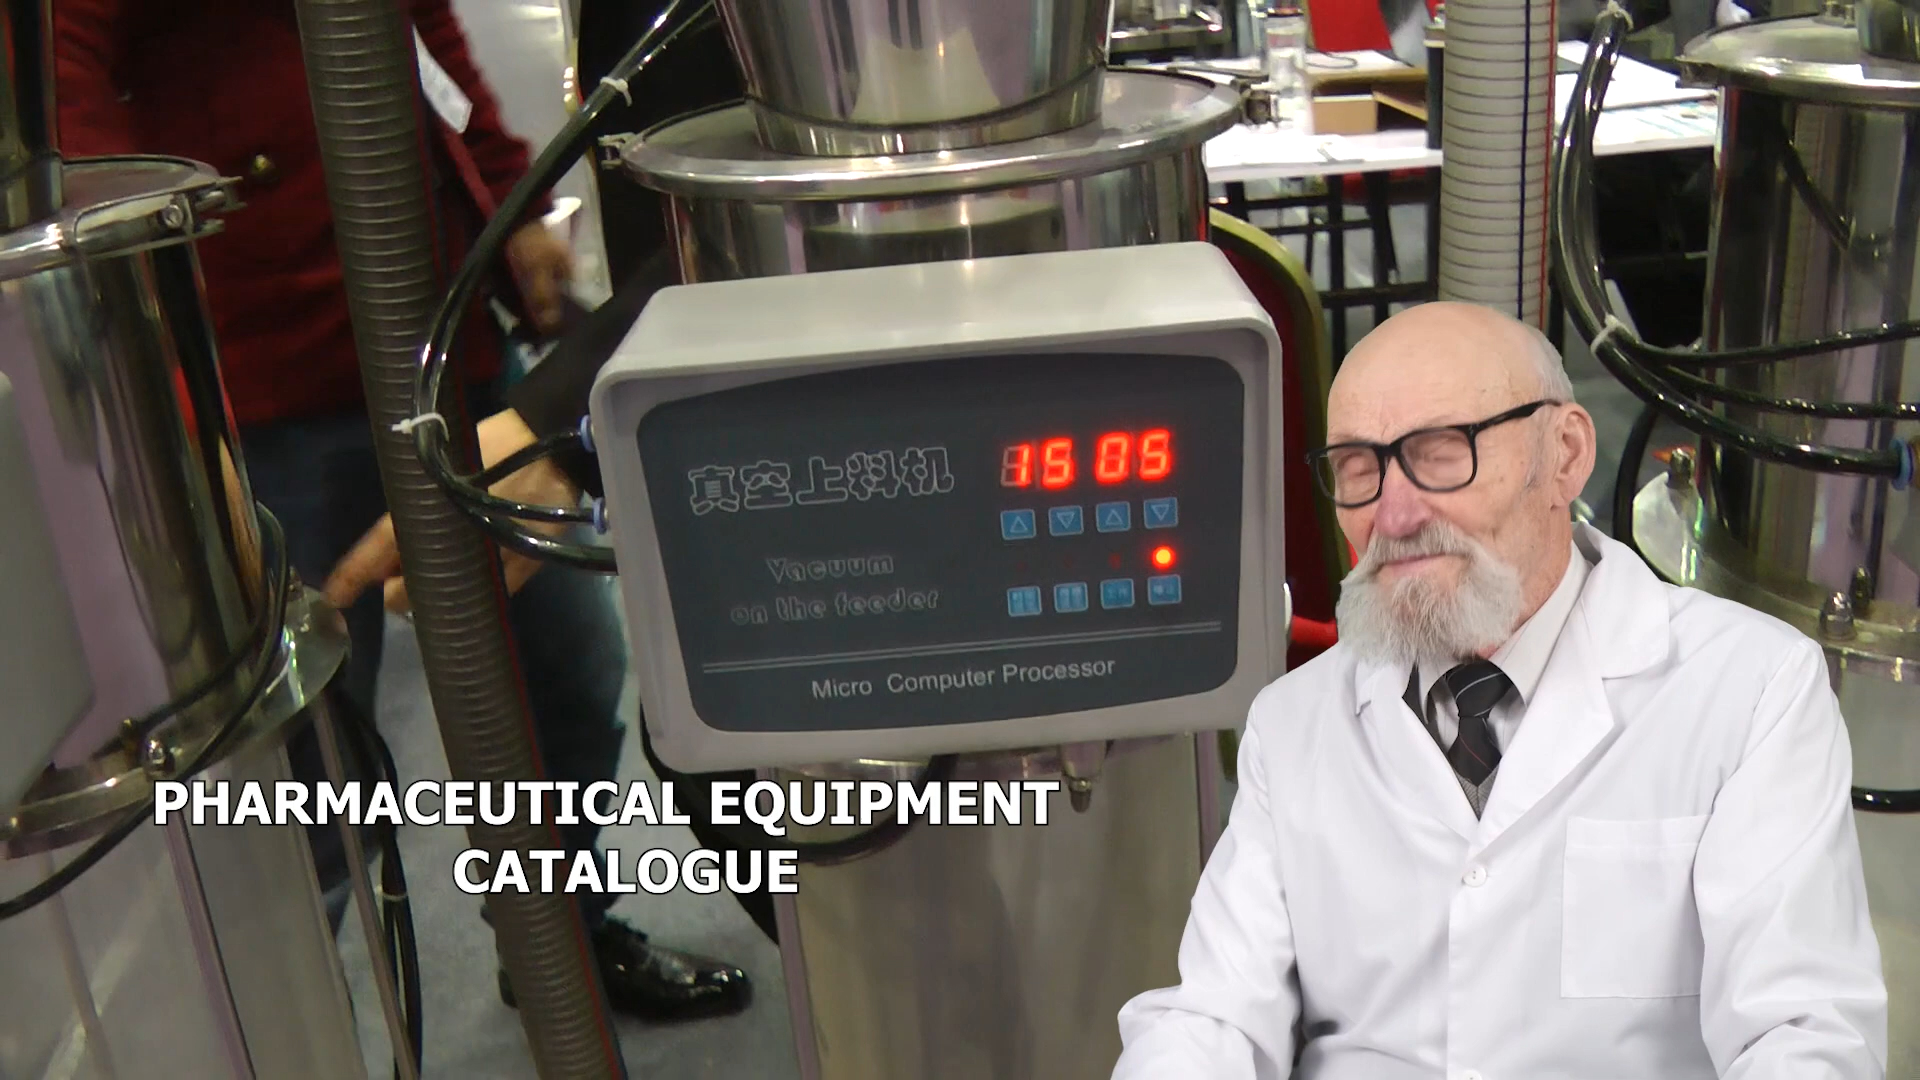 真空上料机
15 05
Vacuum
on the feeder
Micro Computer Processor
PHARMACEUTICAL EQUIPMENT
CATALOGUE